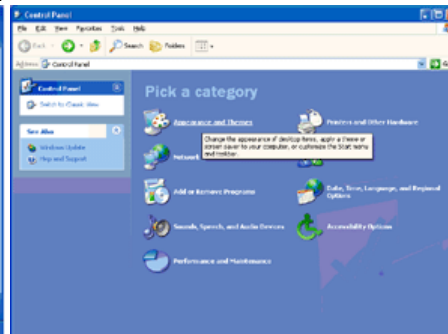 Control Panel
File Edit View Favorites Tools Help
Back Search Folders
Address Control Panel
Control Panel
Switch to Classic View
See Also
Windows Update
Help and Support
Pick a category
Appearance and Themes
Printers and Other Hardware
Change the appearance of desktop items, apply a theme or
screen saver to your computer, or customize the Start menu
and taskbar.
Network
Add or Remove Programs
Date, Time, Language, and Regional
Options
Sounds, Speech, and Audio Devices
Accessibility Options
Performance and Maintenance